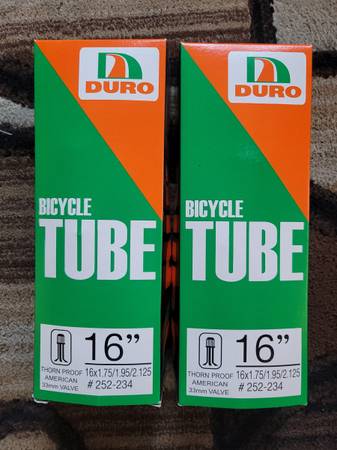 DURO
BICYCLE
TUBE
16”
THORN PROOF
AMERICAN
33mm VALVE
16x1.75/1.95/2.125
# 252-234
DURO
BICYCLE
TUBE
16”
THORN PROOF
AMERICAN
33mm VALVE
16x1.75/1.95/2.125
# 252-234